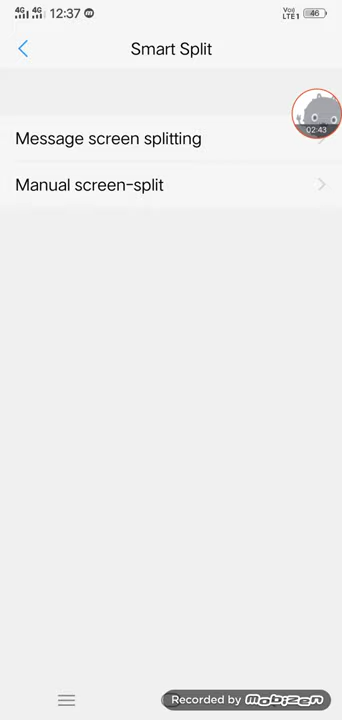 4G 4G 12:37 m VoJ LTE1 46
Smart Split
02:43
Message screen splitting
Manual screen-split
Recorded by mobizen